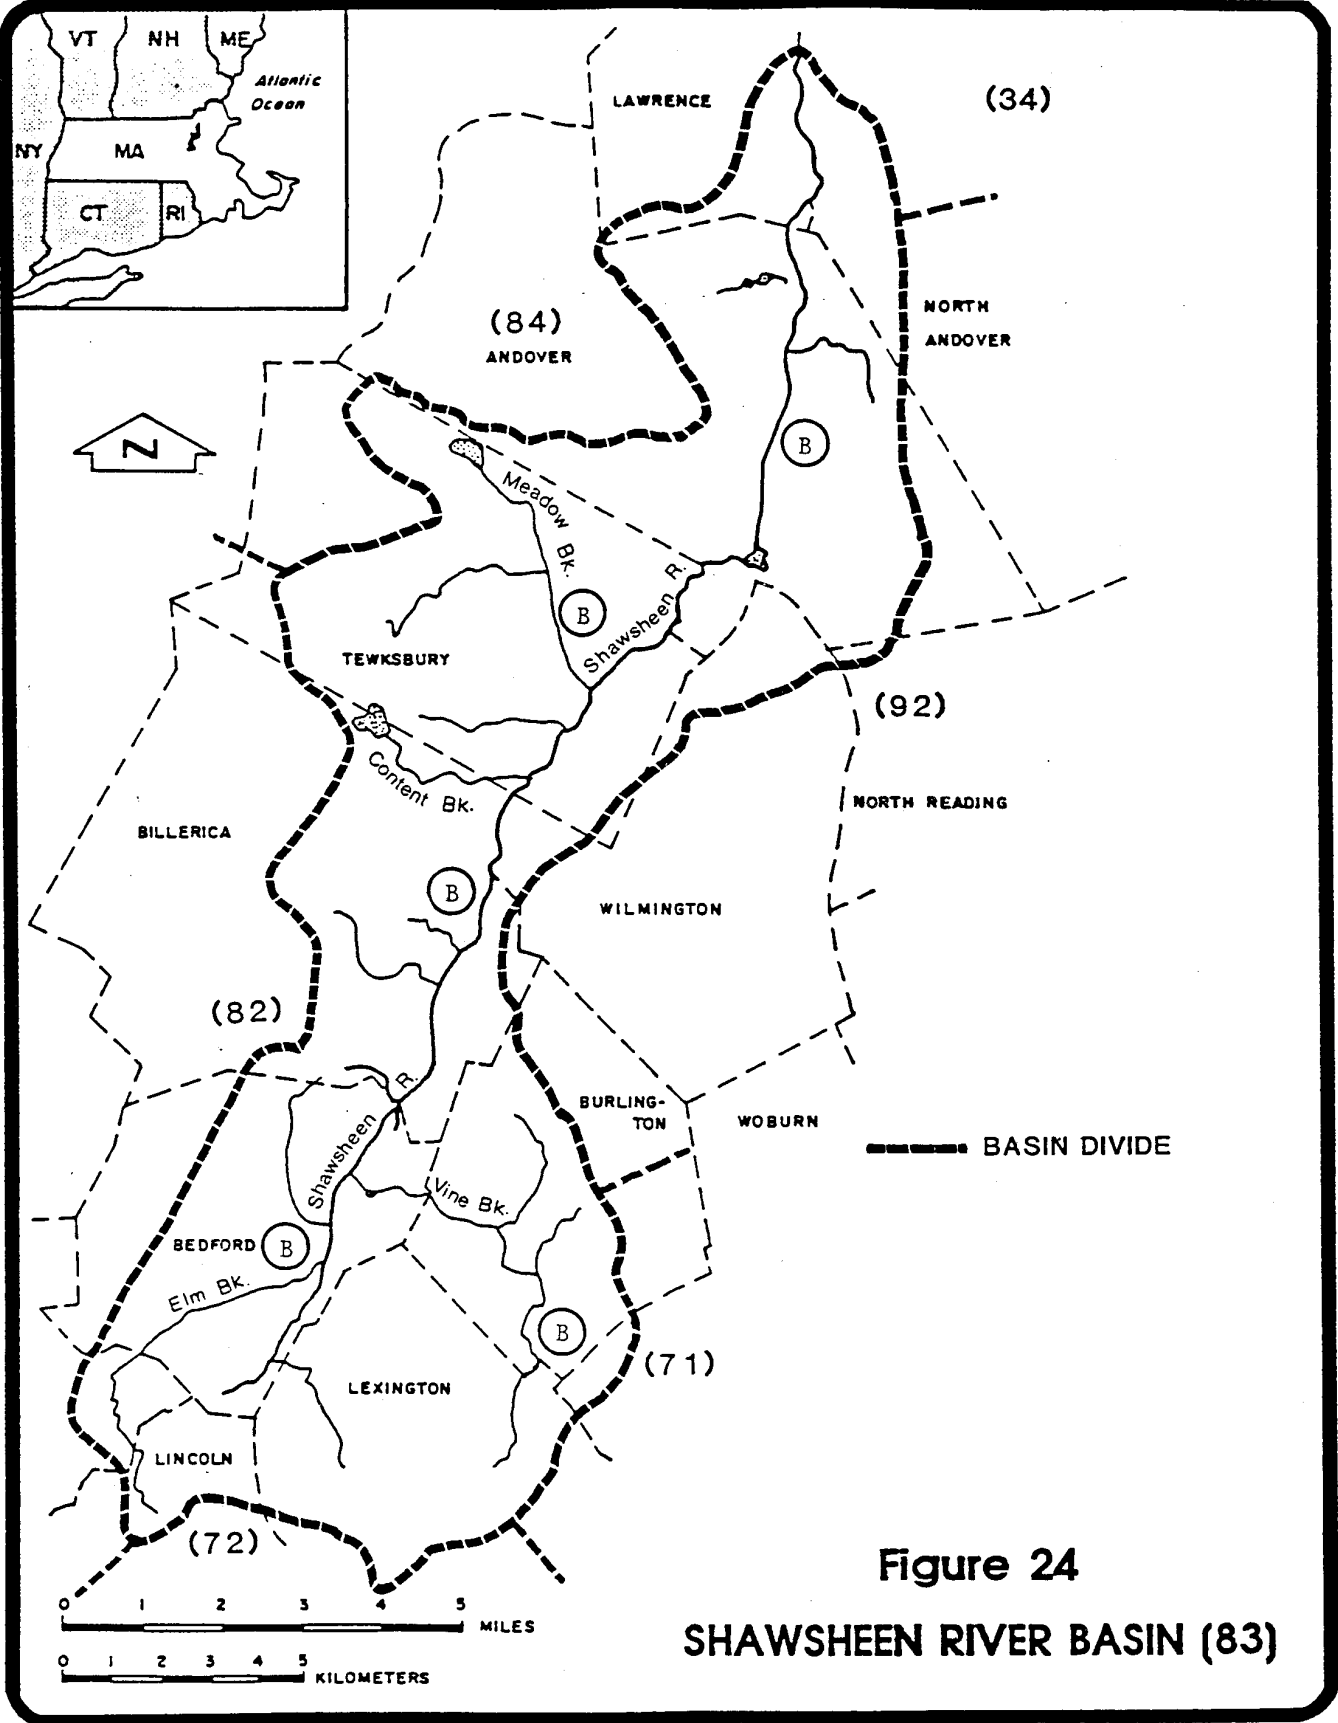 VT NH ME
Atlantic
Ocean
NY MA
CT RI
LAWRENCE
(34)
NORTH
ANDOVER
(84)
ANDOVER
N
B
Meadow Bk.
B
Shawsheen R.
TEWKSBURY
(92)
Content Bk.
NORTH READING
BILLERICA
B
WILMINGTON
(82)
R.
Shawsheen
BURLING-
TON
WOBURN
BASIN DIVIDE
Vine Bk.
BEDFORD B
Elm Bk.
B
(71)
LEXINGTON
LINCOLN
(72)
0 1 2 3 4 5
MILES
0 1 2 3 4 5
KILOMETERS
Figure 24
SHAWSHEEN RIVER BASIN (83)